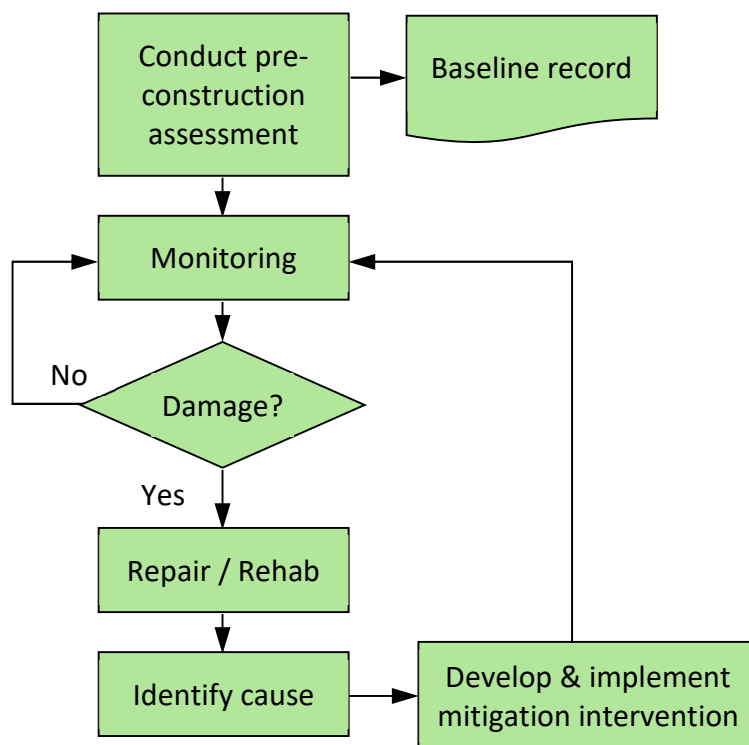 Conduct pre-
construction
assessment
Baseline record
Monitoring
No
Damage?
Yes
Repair / Rehab
Identify cause
Develop & implement
mitigation intervention